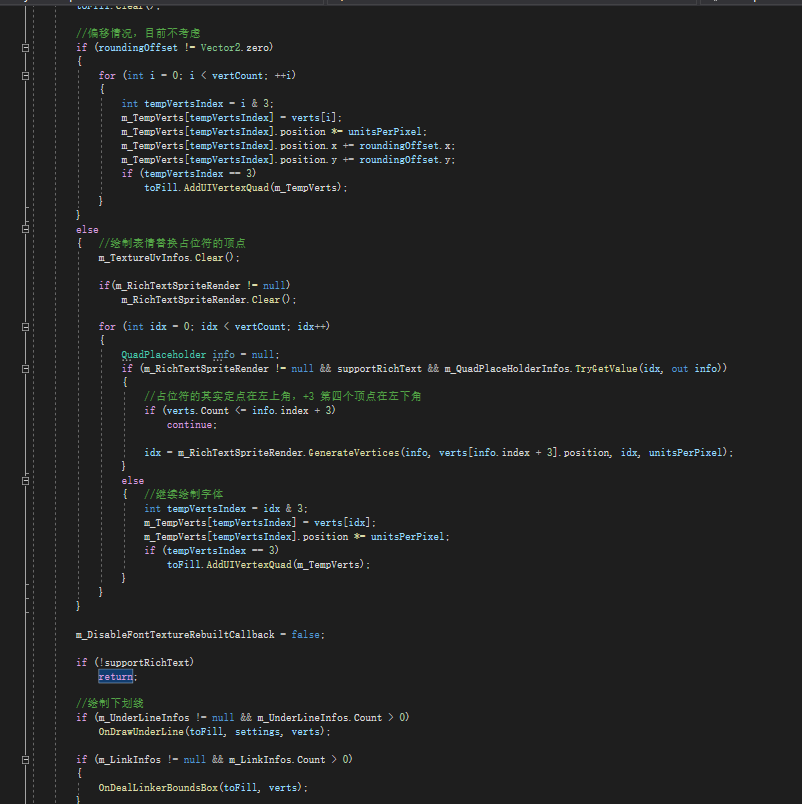 toFill.Clear();
//偏移情况，目前不考虑
if (roundingOffset != Vector2.zero)
{
for (int i = 0; i < vertCount; ++i)
{
int tempVertsIndex = i & 3;
m_TempVerts[tempVertsIndex] = verts[i];
m_TempVerts[tempVertsIndex].position *= unitsPerPixel;
m_TempVerts[tempVertsIndex].position.x += roundingOffset.x;
m_TempVerts[tempVertsIndex].position.y += roundingOffset.y;
if (tempVertsIndex == 3)
toFill.AddUIVertexQuad(m_TempVerts);
}
}
else
{ //绘制表情替换占位符的顶点
m_TextureUvInfos.Clear();
if(m_RichTextSpriteRender != null)
m_RichTextSpriteRender.Clear();
for (int idx = 0; idx < vertCount; idx++)
{
QuadPlaceholder info = null;
if (m_RichTextSpriteRender != null && supportRichText && m_QuadPlaceHolderInfos.TryGetValue(idx, out info))
{
//占位符的其实定点在左上角，+3 第四个顶点在左下角
if (verts.Count <= info.index + 3)
continue;
idx = m_RichTextSpriteRender.GenerateVertices(info, verts[info.index + 3].position, idx, unitsPerPixel);
}
else
{ //继续绘制字体
int tempVertsIndex = idx & 3;
m_TempVerts[tempVertsIndex] = verts[idx];
m_TempVerts[tempVertsIndex].position *= unitsPerPixel;
if (tempVertsIndex == 3)
toFill.AddUIVertexQuad(m_TempVerts);
}
}
}
m_DisableFontTextureRebuiltCallback = false;
if (!supportRichText)
return;
//绘制下划线
if (m_UnderLineInfos != null && m_UnderLineInfos.Count > 0)
OnDrawUnderLine(toFill, settings, verts);
if (m_LinkInfos != null && m_LinkInfos.Count > 0)
{
OnDealLinkerBoundsBox(toFill, verts);
}